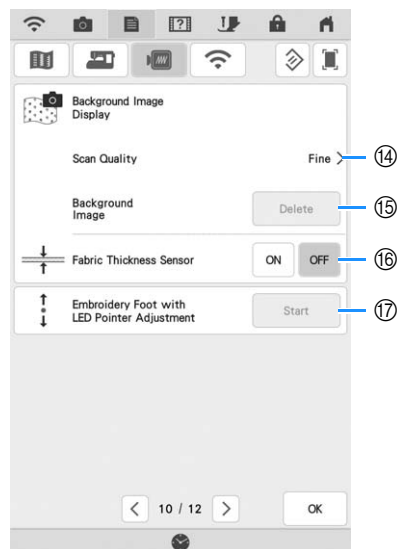 Background Image
Display
Scan Quality
Fine >
⑭
Background
Image
Delete
⑮
Fabric Thickness Sensor
ON
OFF
⑯
Embroidery Foot with
LED Pointer Adjustment
Start
⑰
< 10 / 12 >
OK